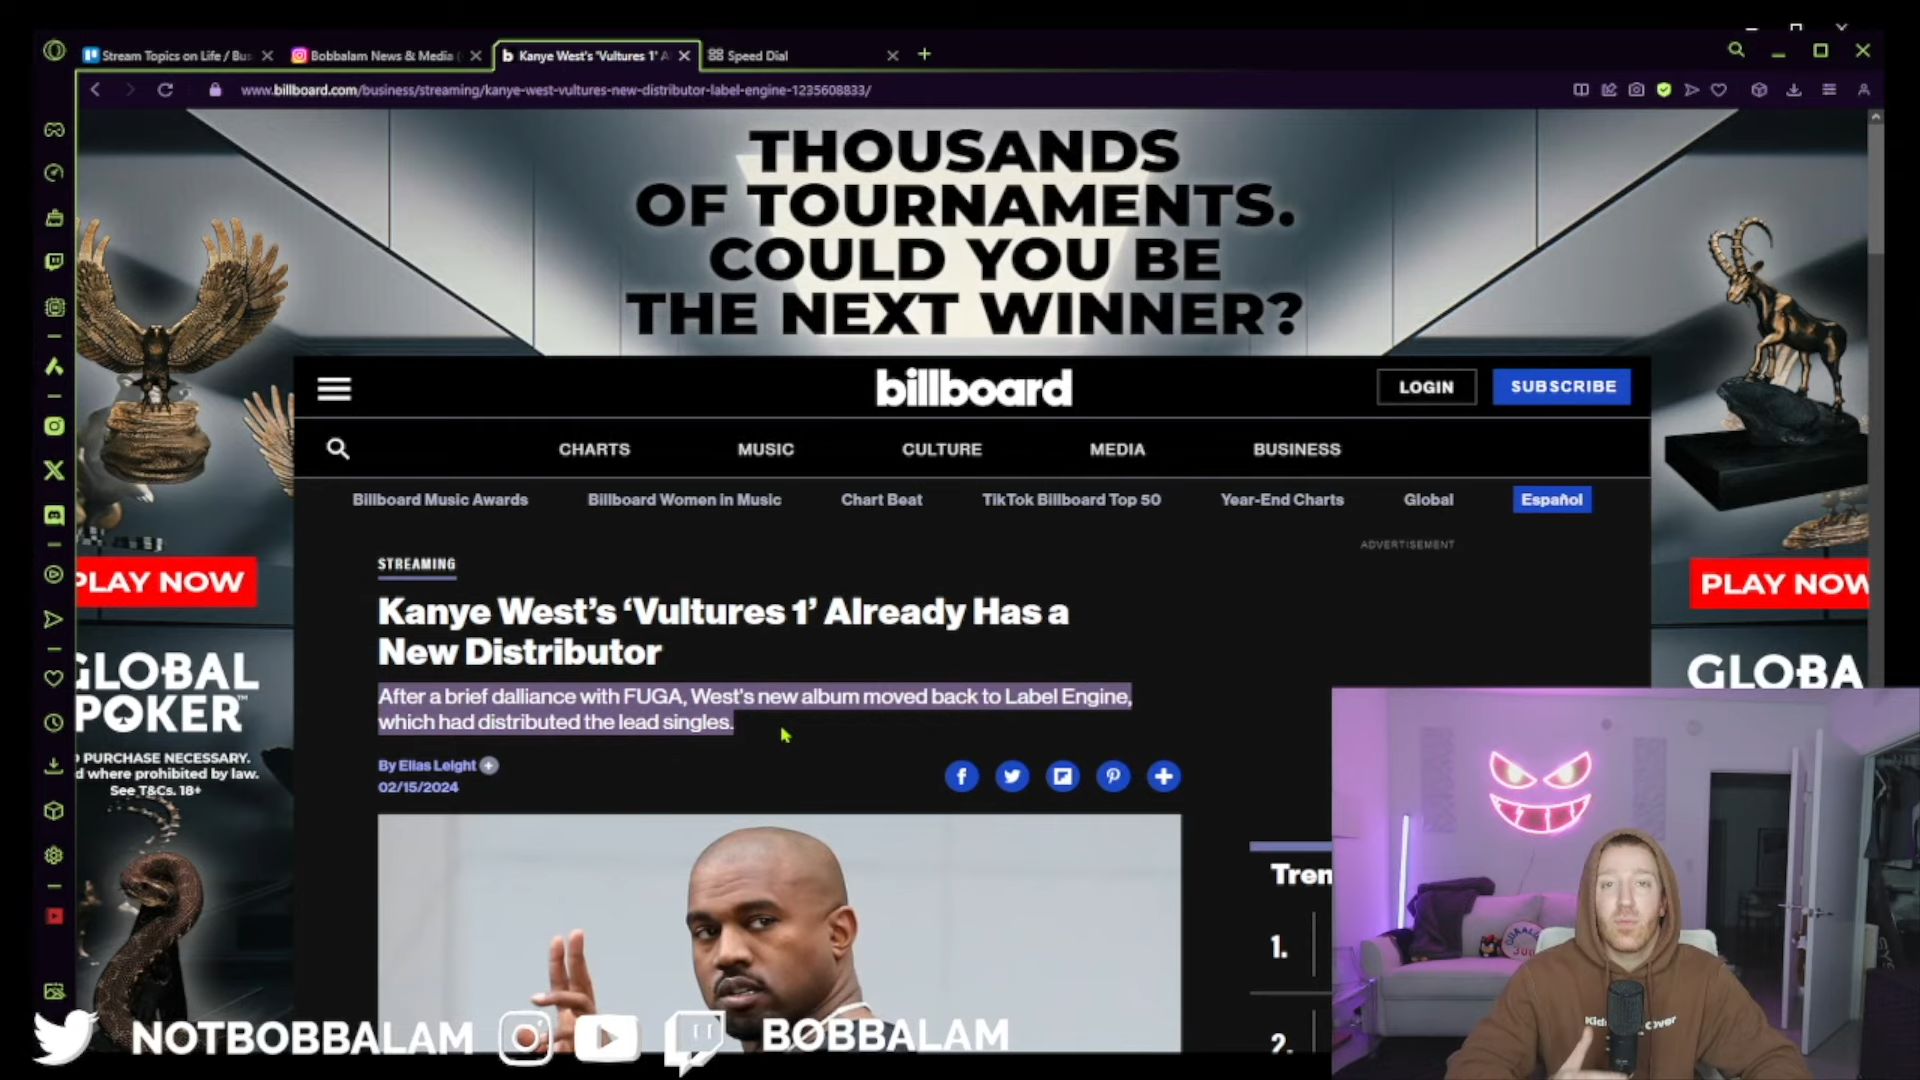 Stream Topics on Life / Bus
Bobbalam News & Media (
Kanye West's 'Vultures 1' A
Speed Dial
www.billboard.com/business/streaming/kanye-west-vultures-new-distributor-label-engine-1235608833/
THOUSANDS
OF TOURNAMENTS.
COULD YOU BE
THE NEXT WINNER?
billboard
LOGIN
SUBSCRIBE
CHARTS
MUSIC
CULTURE
MEDIA
BUSINESS
Billboard Music Awards
Billboard Women in Music
Chart Beat
TikTok Billboard Top 50
Year-End Charts
Global
Español
ADVERTISEMENT
STREAMING
Kanye West's 'Vultures 1' Already Has a
New Distributor
After a brief dalliance with FUGA, West's new album moved back to Label Engine,
which had distributed the lead singles.
By Elias Leight
02/15/2024
PLAY NOW
GLOBAL
POKER™
PURCHASE NECESSARY.
d where prohibited by law.
See T&Cs. 18+
PLAY NOW
GLOBA
Tren
1.
2.
NOTBOBBALAM
BOBBALAM